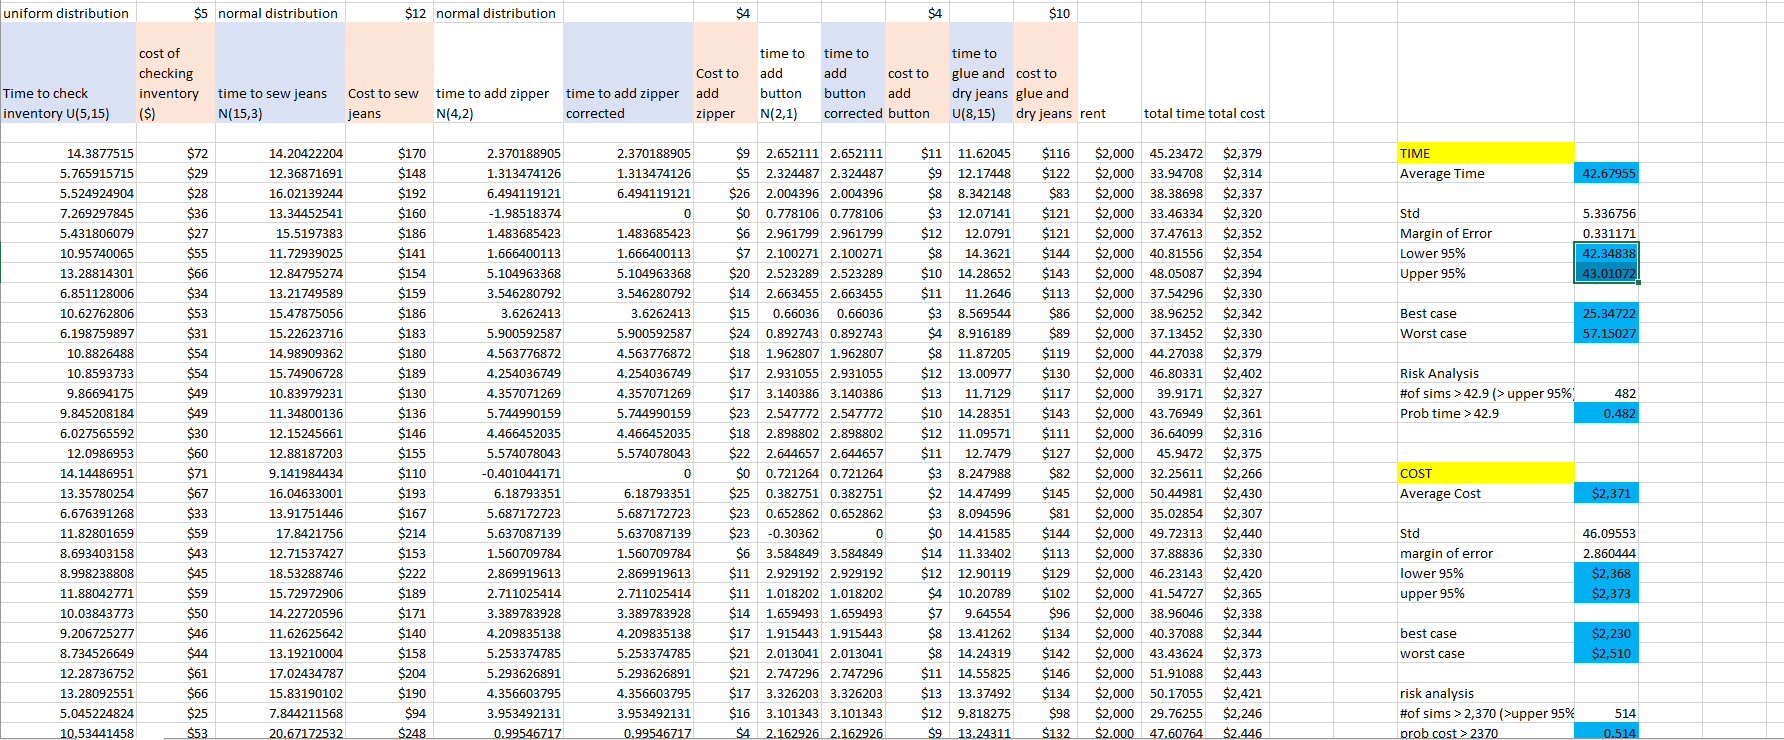 uniform distribution $5 normal distribution $12 normal distribution $4 $4 $10
Time to check inventory U(5,15) cost of checking inventory ($) time to sew jeans N(15,3) Cost to sew jeans time to add zipper N(4,2) time to add zipper corrected Cost to add zipper time to add button N(2,1) time to add button corrected cost to add button time to glue and dry jeans U(8,15) cost to glue and dry jeans rent total time total cost
14.3877515 $72 14.20422204 $170 2.370188905 2.370188905 $9 2.652111 2.652111 $11 11.62045 $116 $2,000 45.23472 $2,379 TIME
5.765915715 $29 12.36871691 $148 1.313474126 1.313474126 $5 2.324487 2.324487 $9 12.17448 $122 $2,000 33.94708 $2,314 Average Time 42.67955
5.524924904 $28 16.02139244 $192 6.494119121 6.494119121 $26 2.004396 2.004396 $8 8.342148 $83 $2,000 38.38698 $2,337
7.269297845 $36 13.34452541 $160 -1.98518374 0 $0 0.778106 0.778106 $3 12.07141 $121 $2,000 33.46334 $2,320 Std 5.336756
5.431806079 $27 15.5197383 $186 1.483685423 1.483685423 $6 2.961799 2.961799 $12 12.0791 $121 $2,000 37.47613 $2,352 Margin of Error 0.331171
10.95740065 $55 11.72939025 $141 1.666400113 1.666400113 $7 2.100271 2.100271 $8 14.3621 $144 $2,000 40.81556 $2,354 Lower 95% 42.34838
13.28814301 $66 12.84795274 $154 5.104963368 5.104963368 $20 2.523289 2.523289 $10 14.28652 $143 $2,000 48.05087 $2,394 Upper 95% 43.01072
6.851128006 $34 13.21749589 $159 3.546280792 3.546280792 $14 2.663455 2.663455 $11 11.2646 $113 $2,000 37.54296 $2,330
10.62762806 $53 15.47875056 $186 3.6262413 3.6262413 $15 0.66036 0.66036 $3 8.569544 $86 $2,000 38.96252 $2,342 Best case 25.34722
6.198759897 $31 15.22623716 $183 5.900592587 5.900592587 $24 0.892743 0.892743 $4 8.916189 $89 $2,000 37.13452 $2,330 Worst case 57.15027
10.8826488 $54 14.98909362 $180 4.563776872 4.563776872 $18 1.962807 1.962807 $8 11.87205 $119 $2,000 44.27038 $2,379
10.8593733 $54 15.74906728 $189 4.254036749 4.254036749 $17 2.931055 2.931055 $12 13.00977 $130 $2,000 46.80331 $2,402 Risk Analysis
9.86694175 $49 10.83979231 $130 4.357071269 4.357071269 $17 3.140386 3.140386 $13 11.7129 $117 $2,000 39.9171 $2,327 #of sims > 42.9 (> upper 95%) 482
9.845208184 $49 11.34800136 $136 5.744990159 5.744990159 $23 2.547772 2.547772 $10 14.28351 $143 $2,000 43.76949 $2,361 Prob time > 42.9 0.482
6.027565592 $30 12.15245661 $146 4.466452035 4.466452035 $18 2.898802 2.898802 $12 11.09571 $111 $2,000 36.64099 $2,316
12.0986953 $60 12.88187203 $155 5.574078043 5.574078043 $22 2.644657 2.644657 $11 12.7479 $127 $2,000 45.9472 $2,375
14.14486951 $71 9.141984434 $110 -0.401044171 0 $0 0.721264 0.721264 $3 8.247988 $82 $2,000 32.25611 $2,266 COST
13.35780254 $67 16.04633001 $193 6.18793351 6.18793351 $25 0.382751 0.382751 $2 14.47499 $145 $2,000 50.44981 $2,430 Average Cost $2,371
6.676391268 $33 13.91751446 $167 5.687172723 5.687172723 $23 0.652862 0.652862 $3 8.094596 $81 $2,000 35.02854 $2,307
11.82801659 $59 17.8421756 $214 5.637087139 5.637087139 $23 -0.30362 0 $0 14.41585 $144 $2,000 49.72313 $2,440 Std 46.09553
8.693403158 $43 12.71537427 $153 1.560709784 1.560709784 $6 3.584849 3.584849 $14 11.33402 $113 $2,000 37.88836 $2,330 margin of error 2.860444
8.998238808 $45 18.53288746 $222 2.869919613 2.869919613 $11 2.929192 2.929192 $12 12.90119 $129 $2,000 46.23143 $2,420 lower 95% $2,368
11.88042771 $59 15.72972906 $189 2.711025414 2.711025414 $11 1.018202 1.018202 $4 10.20789 $102 $2,000 41.54727 $2,365 upper 95% $2,373
10.03843773 $50 14.22720596 $171 3.389783928 3.389783928 $14 1.659493 1.659493 $7 9.64554 $96 $2,000 38.96046 $2,338
9.206725277 $46 11.62625642 $140 4.209835138 4.209835138 $17 1.915443 1.915443 $8 13.41262 $134 $2,000 40.37088 $2,344 best case $2,230
8.734526649 $44 13.19210004 $158 5.253374785 5.253374785 $21 2.013041 2.013041 $8 14.24319 $142 $2,000 43.43624 $2,373 worst case $2,510
12.28736752 $61 17.02434787 $204 5.293626891 5.293626891 $21 2.747296 2.747296 $11 14.55825 $146 $2,000 51.91088 $2,443
13.28092551 $66 15.83190102 $190 4.356603795 4.356603795 $17 3.326203 3.326203 $13 13.37492 $134 $2,000 50.17055 $2,421 risk analysis
5.045224824 $25 7.844211568 $94 3.953492131 3.953492131 $16 3.101343 3.101343 $12 9.818275 $98 $2,000 29.76255 $2,246 #of sims > 2,370 (>upper 95% 514
10.53441458 $53 20.67172532 $248 0.99546717 0.99546717 $4 2.162926 2.162926 $9 13.24311 $132 $2,000 47.60764 $2,446 prob cost > 2370 0.514